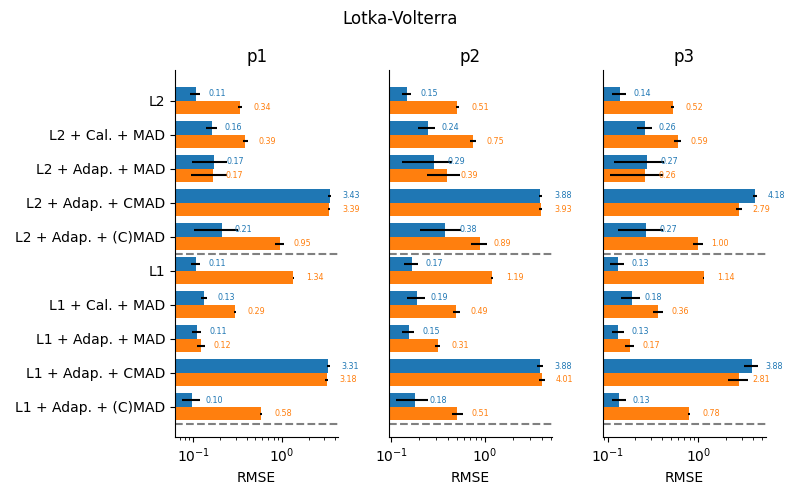 Lotka-Volterra
p1
p2
p3
L2 0.11 0.34 0.15 0.51 0.14 0.52
L2 + Cal. + MAD 0.16 0.39 0.24 0.75 0.26 0.59
L2 + Adap. + MAD 0.17 0.17 0.29 0.39 0.27 0.26
L2 + Adap. + CMAD 3.43 3.39 3.88 3.93 4.18 2.79
L2 + Adap. + (C)MAD 0.21 0.95 0.38 0.89 0.27 1.00
L1 0.11 1.34 0.17 1.19 0.13 1.14
L1 + Cal. + MAD 0.13 0.29 0.19 0.49 0.18 0.36
L1 + Adap. + MAD 0.11 0.12 0.15 0.31 0.13 0.17
L1 + Adap. + CMAD 3.31 3.18 3.88 4.01 3.88 2.81
L1 + Adap. + (C)MAD 0.10 0.58 0.18 0.51 0.13 0.78
10⁻¹ 10⁰ 10⁻¹ 10⁰ 10⁻¹ 10⁰
RMSE RMSE RMSE